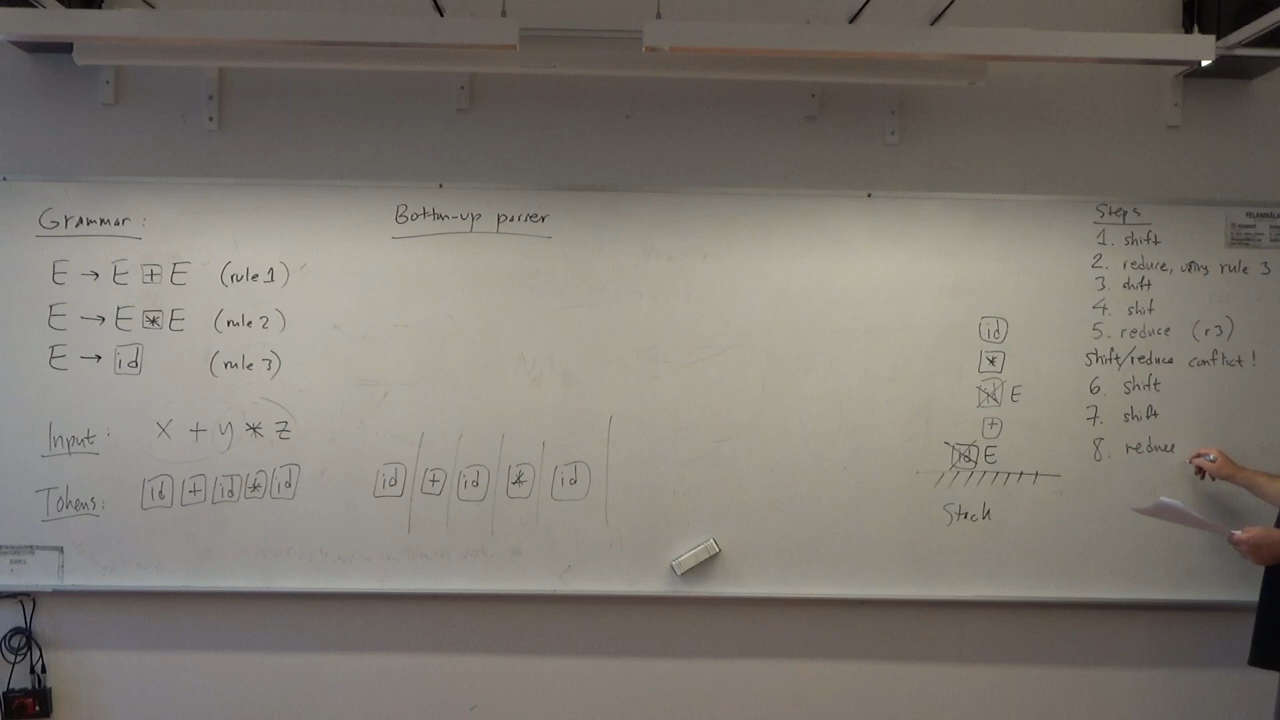 Grammar:
E → E + E (rule 1)
E → E * E (rule 2)
E → id (rule 3)
Input: x + y * z
Tokens: id + id * id
Bottom-up parser
id + id * id
id
*
id E
+
id E
Stack
Steps
1. shift
2. reduce, using rule 3
3. shift
4. shif
5. reduce (r3)
shift/reduce conflict!
6. shift
7. shift
8. reduce
FELANMÄLA